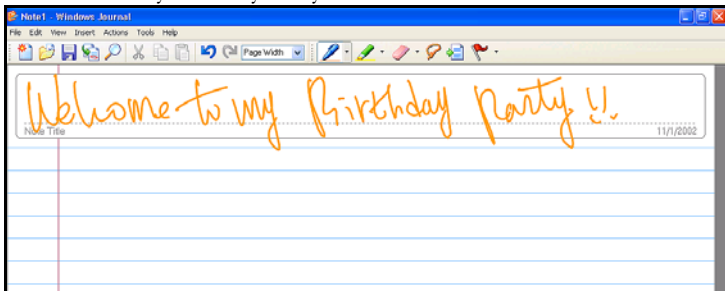 Note1 - Windows Journal
File Edit View Insert Actions Tools Help
Page Width
Welcome to my Birthday Party !!
Note Title
11/1/2002